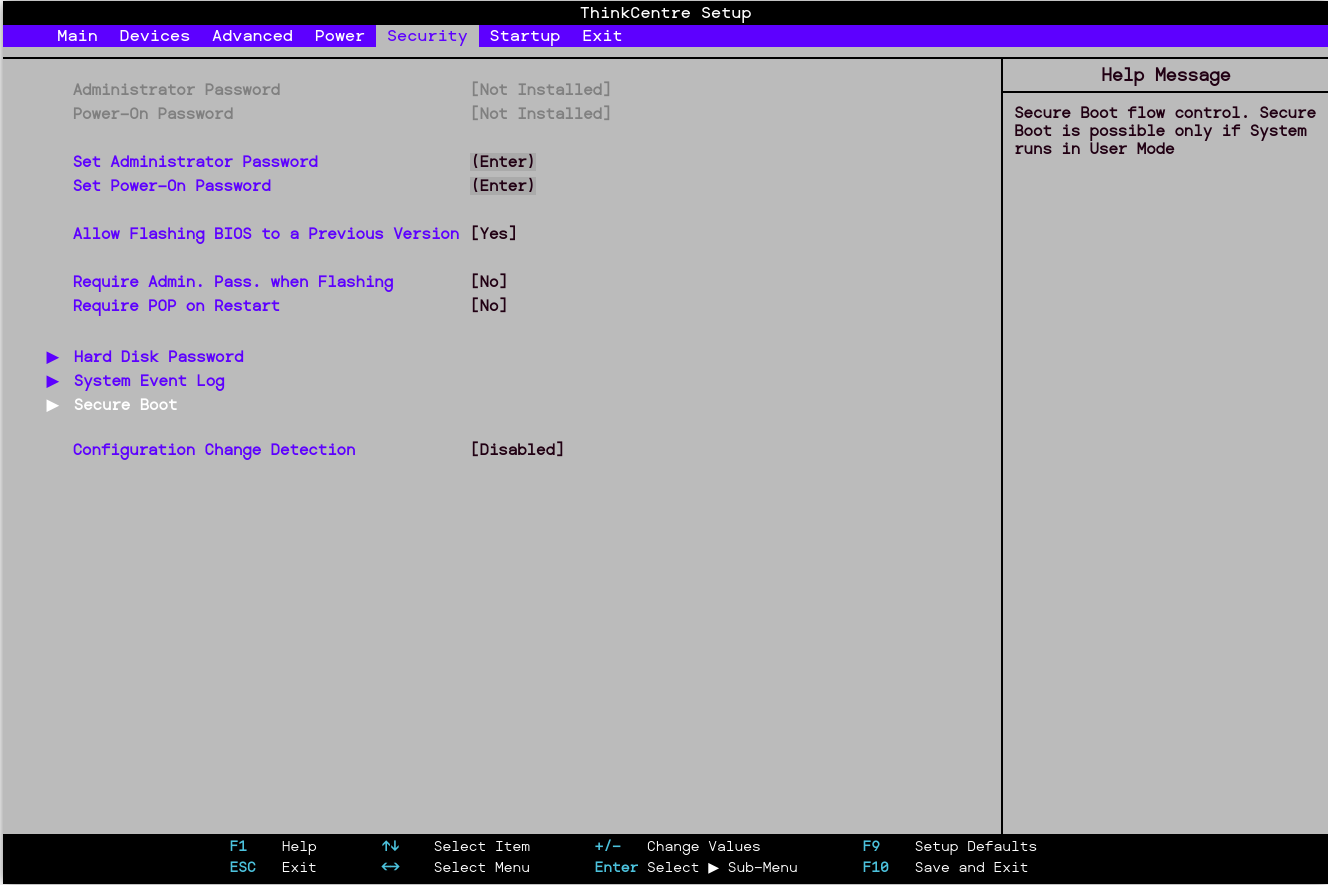 ThinkCentre Setup
Main Devices Advanced Power Security Startup Exit
Help Message
Administrator Password [Not Installed]
Power-On Password [Not Installed]
Set Administrator Password (Enter)
Set Power-On Password (Enter)
Allow Flashing BIOS to a Previous Version [Yes]
Require Admin. Pass. when Flashing [No]
Require POP on Restart [No]
▶ Hard Disk Password
▶ System Event Log
▶ Secure Boot
Configuration Change Detection [Disabled]
Secure Boot flow control. Secure
Boot is possible only if System
runs in User Mode
F1 Help ↑↓ Select Item +/- Change Values F9 Setup Defaults
ESC Exit ↔ Select Menu Enter Select ▶ Sub-Menu F10 Save and Exit